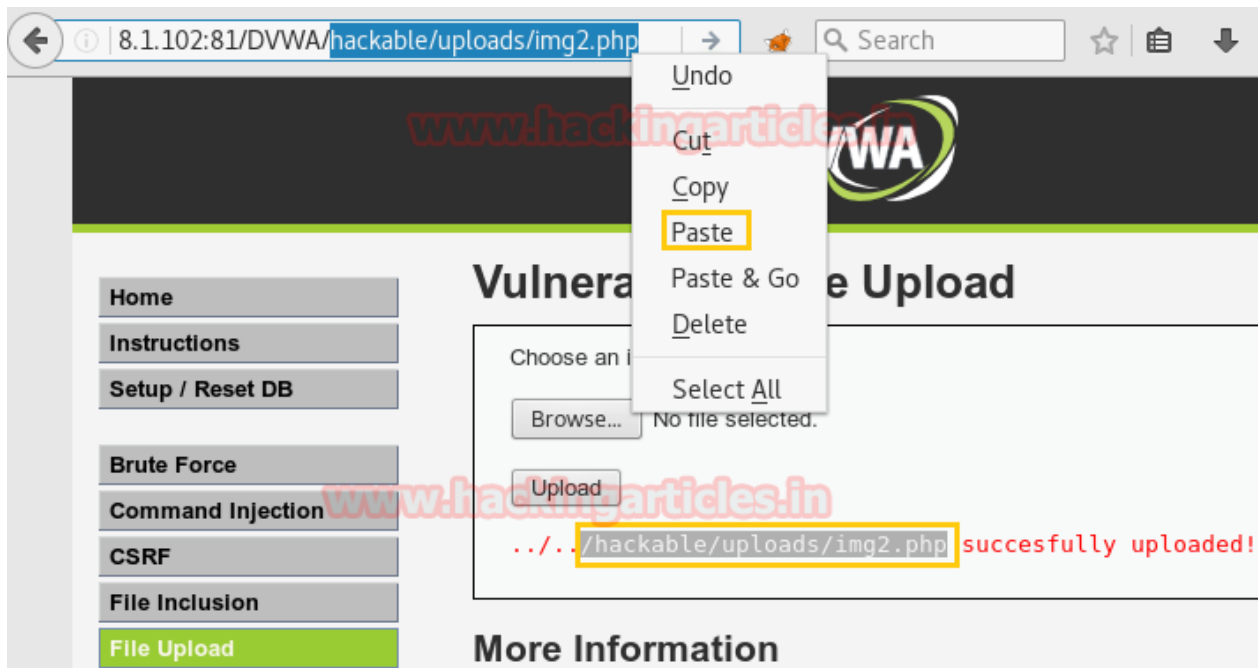 8.1.102:81/DVWA/hackable/uploads/img2.php
Search
Undo
Cut
Copy
Paste
Paste & Go
Delete
Select All
www.hackingarticles.in
WA
Home
Instructions
Setup / Reset DB
Brute Force
Command Injection
CSRF
File Inclusion
File Upload
Vulnera e Upload
Choose an i
Browse... No file selected.
Upload
www.hackingarticles.in
../../hackable/uploads/img2.php succesfully uploaded!
More Information